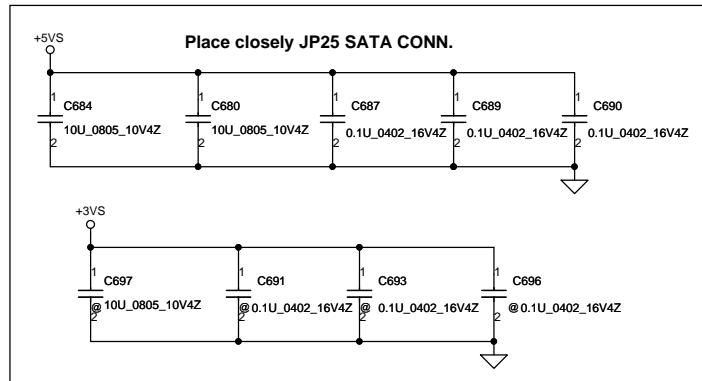 Place closely JP25 SATA CONN.
+5VS
1
C684
10U_0805_10V4Z
2
1
C680
10U_0805_10V4Z
2
1
C687
0.1U_0402_16V4Z
2
1
C689
0.1U_0402_16V4Z
2
1
C690
0.1U_0402_16V4Z
2
+3VS
1
C697
@ 10U_0805_10V4Z
2
1
C691
@ 0.1U_0402_16V4Z
2
1
C693
@ 0.1U_0402_16V4Z
2
1
C696
@ 0.1U_0402_16V4Z
2